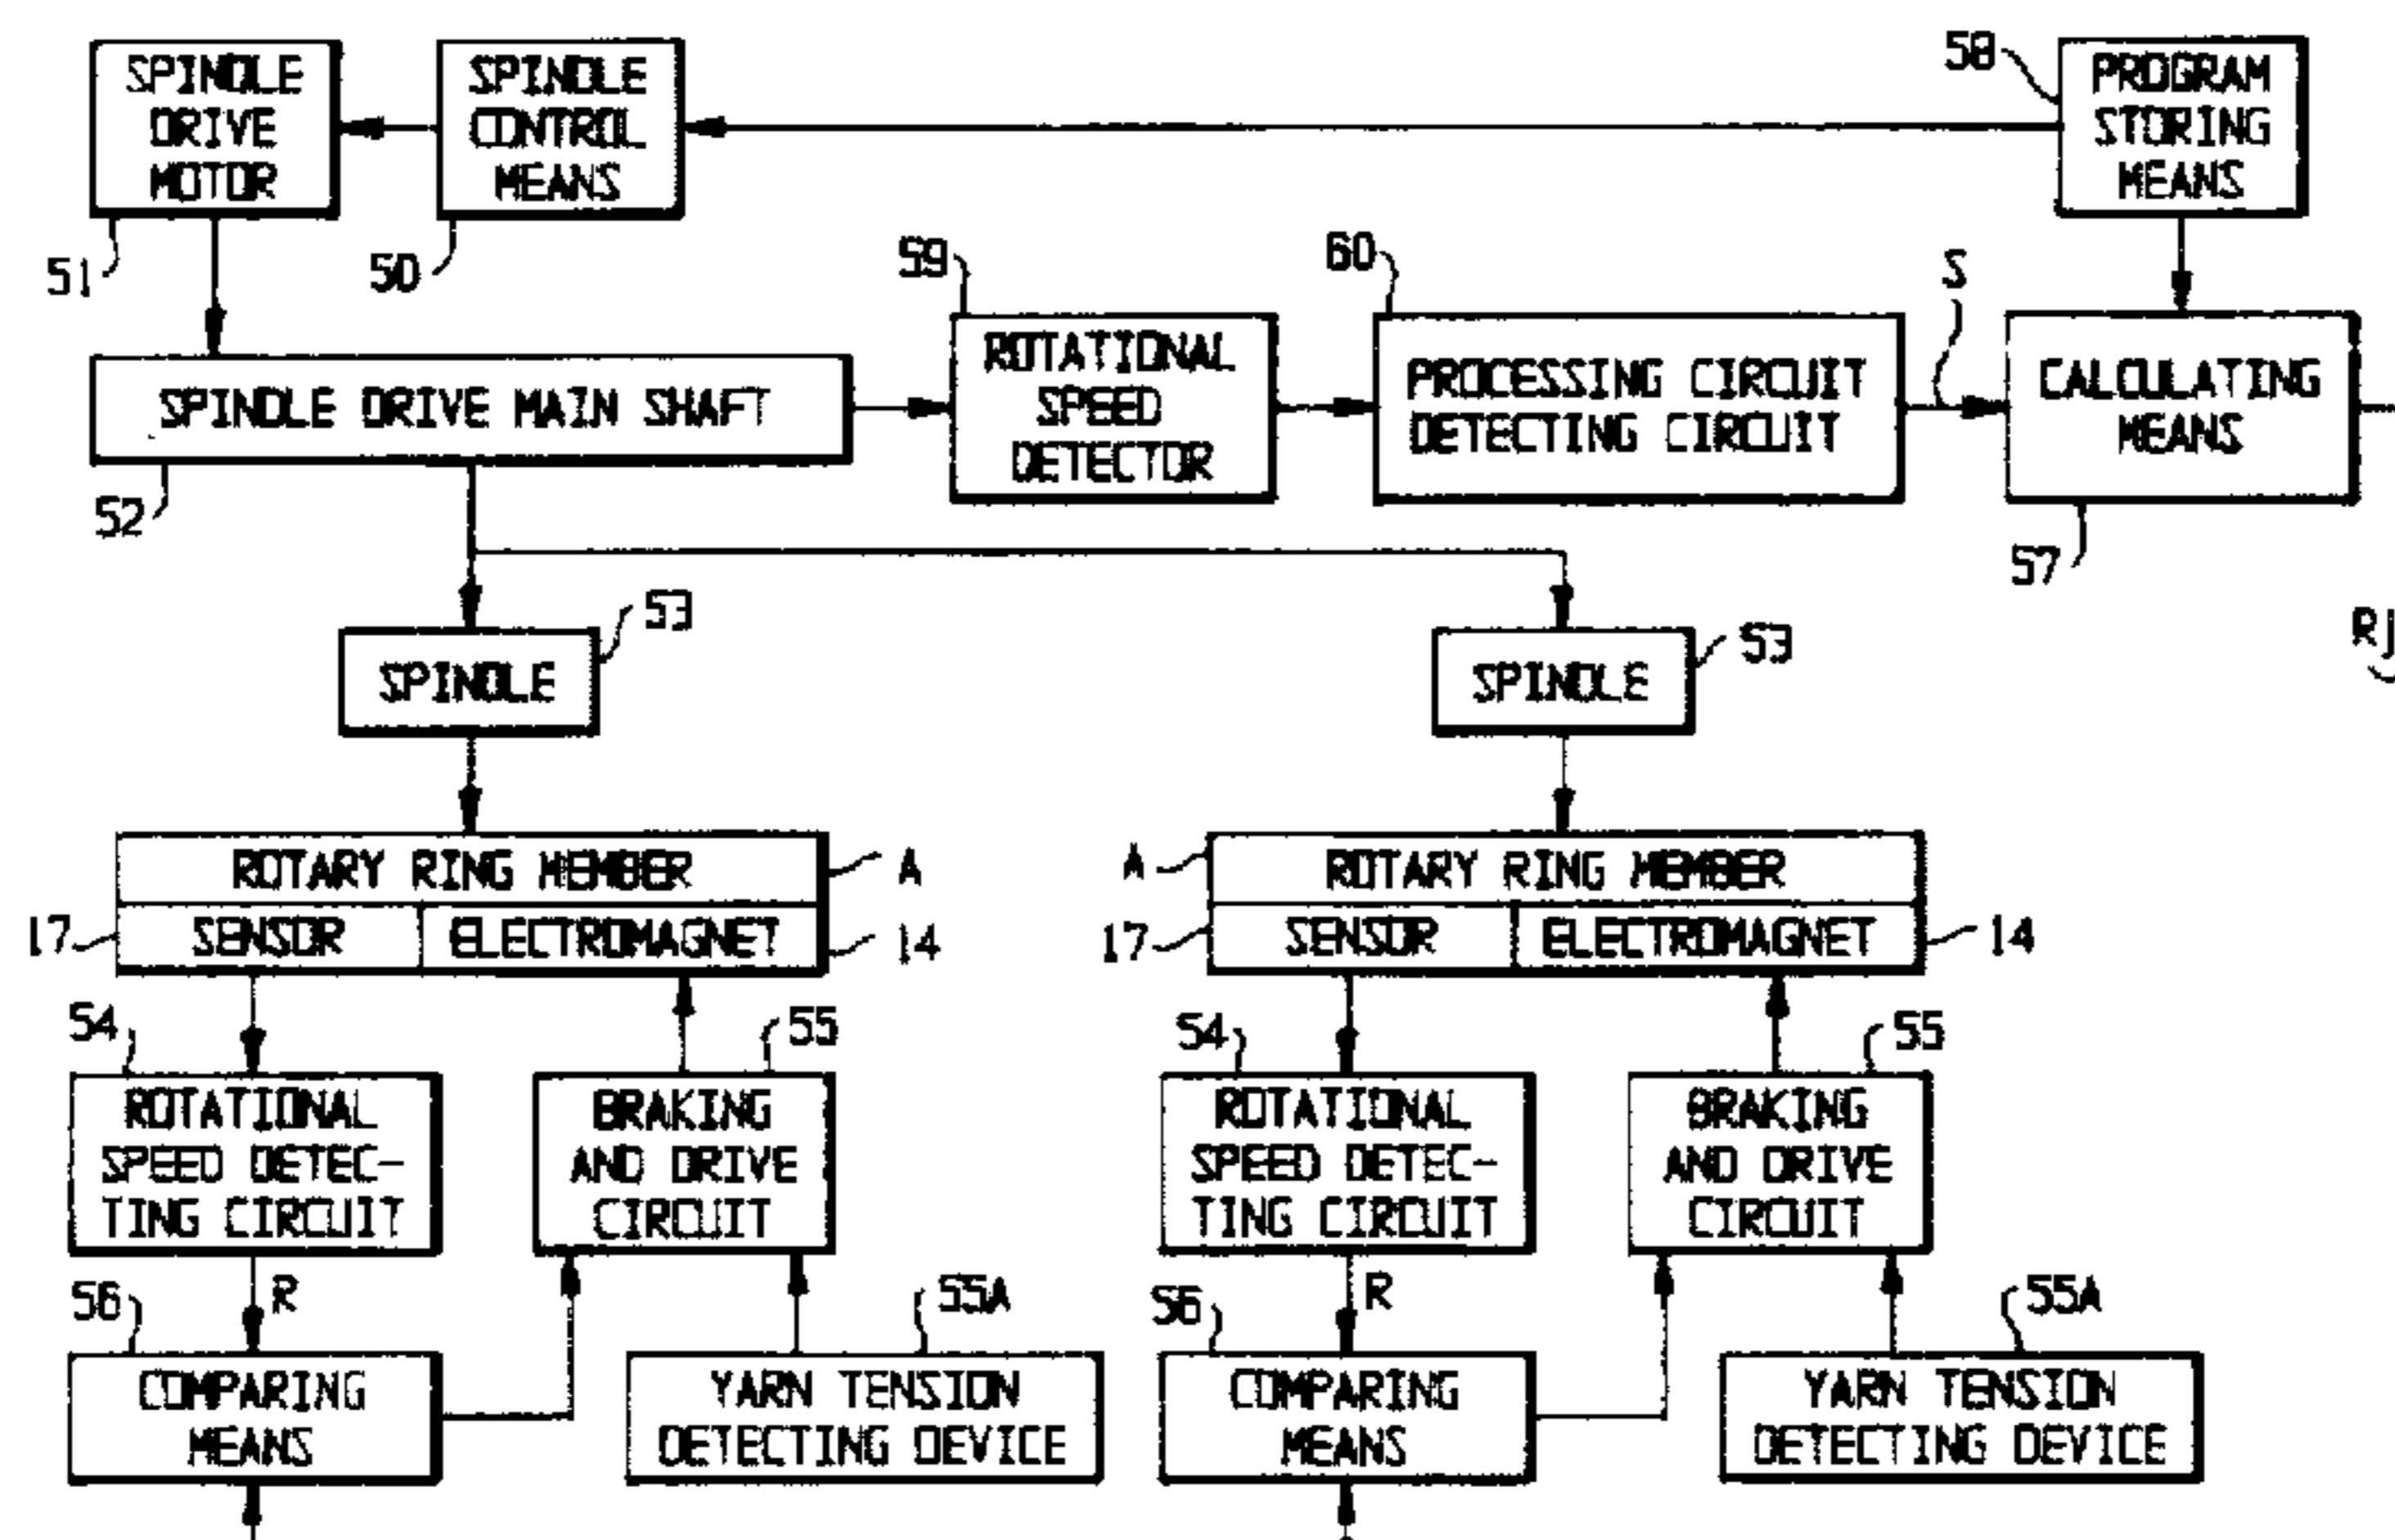 SPINDLE
DRIVE
MOTOR
51
SPINDLE
CONTROL
MEANS
50
58
PROGRAM
STORING
MEANS
SPINDLE DRIVE MAIN SHAFT
52
59
ROTATIONAL
SPEED
DETECTOR
60
PROCESSING CIRCUIT
DETECTING CIRCUIT
S
CALCULATING
MEANS
57
Rj
SPINDLE
53
SPINDLE
53
ROTARY RING MEMBER
A
17
SENSOR
ELECTROMAGNET
14
A
ROTARY RING MEMBER
17
SENSOR
ELECTROMAGNET
14
54
ROTATIONAL
SPEED DETEC-
TING CIRCUIT
55
BRAKING
AND DRIVE
CIRCUIT
54
ROTATIONAL
SPEED DETEC-
TING CIRCUIT
55
BRAKING
AND DRIVE
CIRCUIT
R
56
COMPARING
MEANS
55A
YARN TENSION
DETECTING DEVICE
R
56
COMPARING
MEANS
55A
YARN TENSION
DETECTING DEVICE